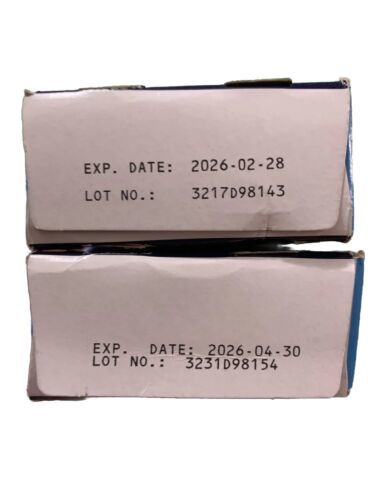 EXP. DATE: 2026-02-28
LOT NO.: 3217D98143
EXP. DATE: 2026-04-30
LOT NO.: 3231D98154